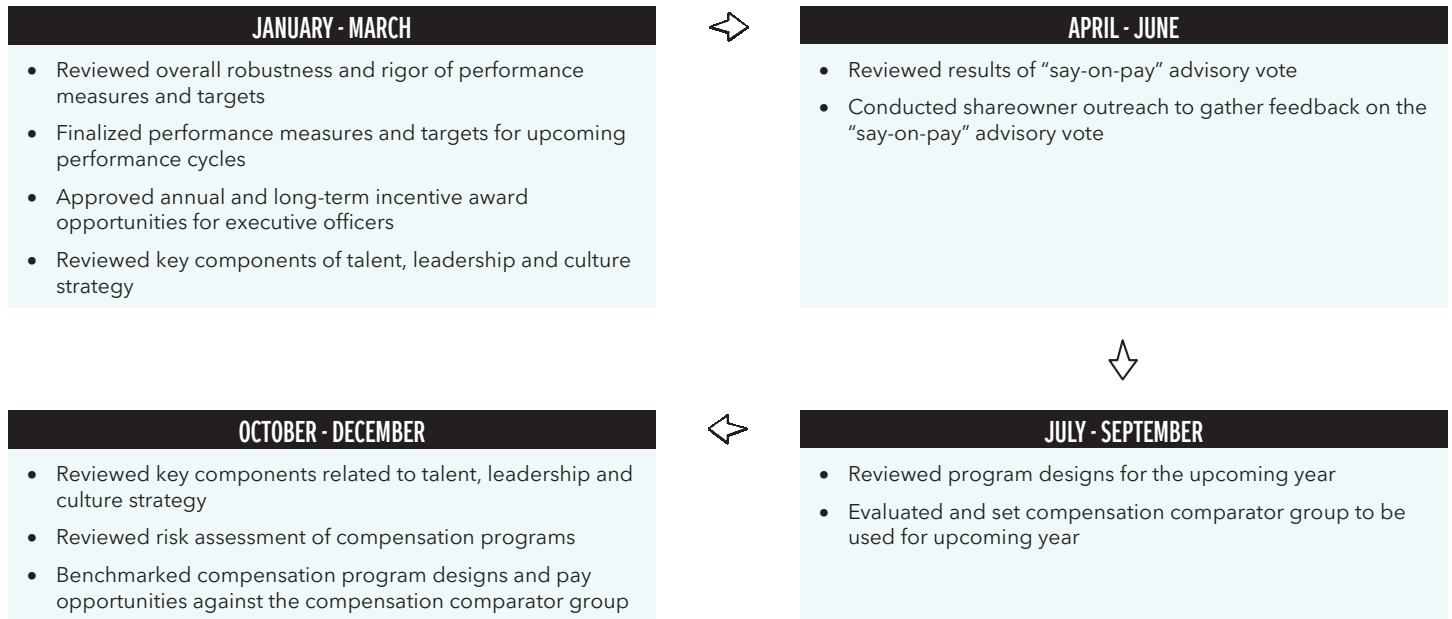 JANUARY - MARCH
• Reviewed overall robustness and rigor of performance
measures and targets
• Finalized performance measures and targets for upcoming
performance cycles
• Approved annual and long-term incentive award
opportunities for executive officers
• Reviewed key components of talent, leadership and culture
strategy
APRIL - JUNE
• Reviewed results of “say-on-pay” advisory vote
• Conducted shareowner outreach to gather feedback on the
“say-on-pay” advisory vote
JULY - SEPTEMBER
• Reviewed program designs for the upcoming year
• Evaluated and set compensation comparator group to be
used for upcoming year
OCTOBER - DECEMBER
• Reviewed key components related to talent, leadership and
culture strategy
• Reviewed risk assessment of compensation programs
• Benchmarked compensation program designs and pay
opportunities against the compensation comparator group